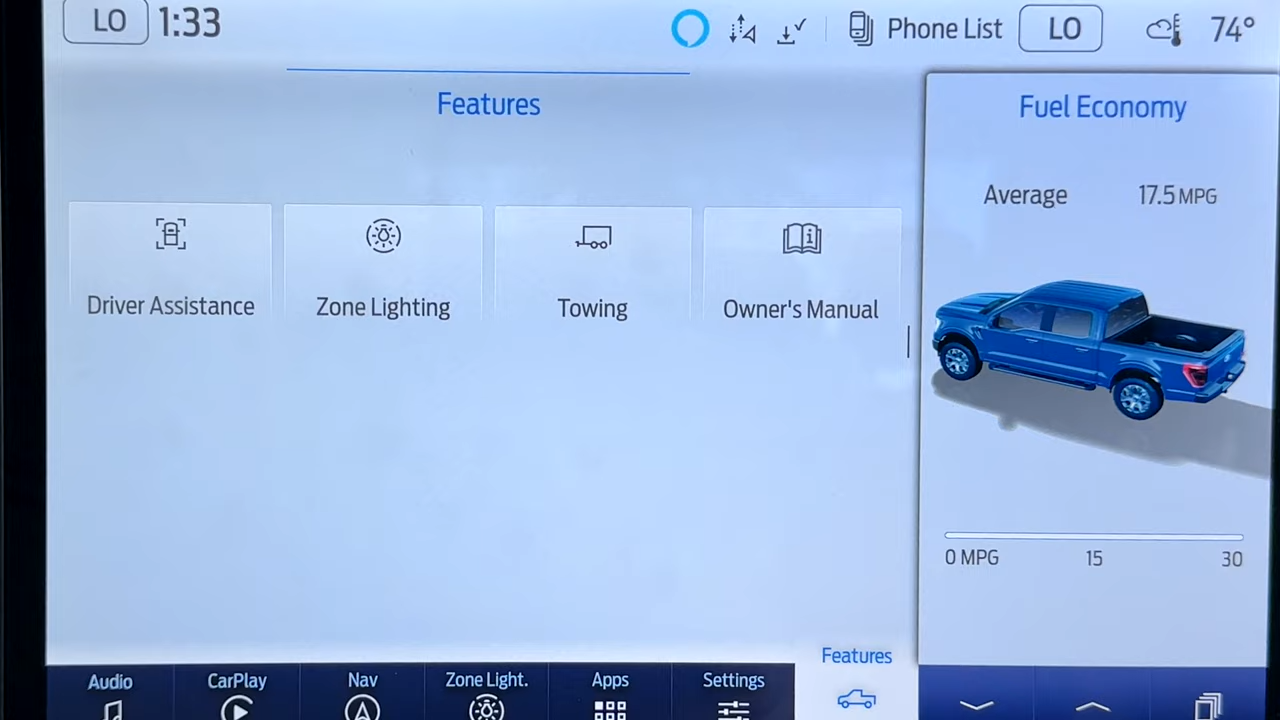 LO 1:33 Phone List LO 74°
Features
Driver Assistance
Zone Lighting
Towing
Owner's Manual
Fuel Economy
Average 17.5 MPG
0 MPG 15 30
Audio
CarPlay
Nav
Zone Light.
Apps
Settings
Features